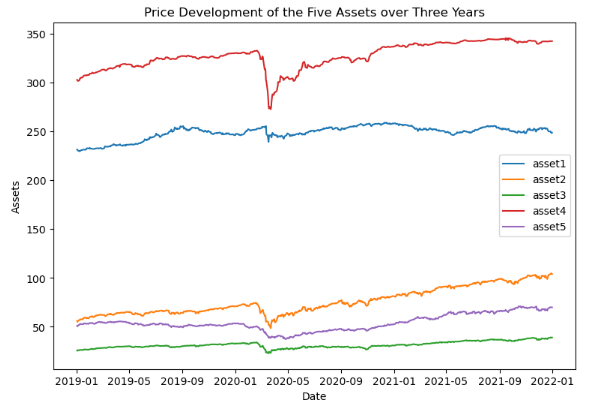 Price Development of the Five Assets over Three Years
350
300
250
200
150
100
50
Assets
asset1
asset2
asset3
asset4
asset5
2019-01 2019-05 2019-09 2020-01 2020-05 2020-09 2021-01 2021-05 2021-09 2022-01
Date